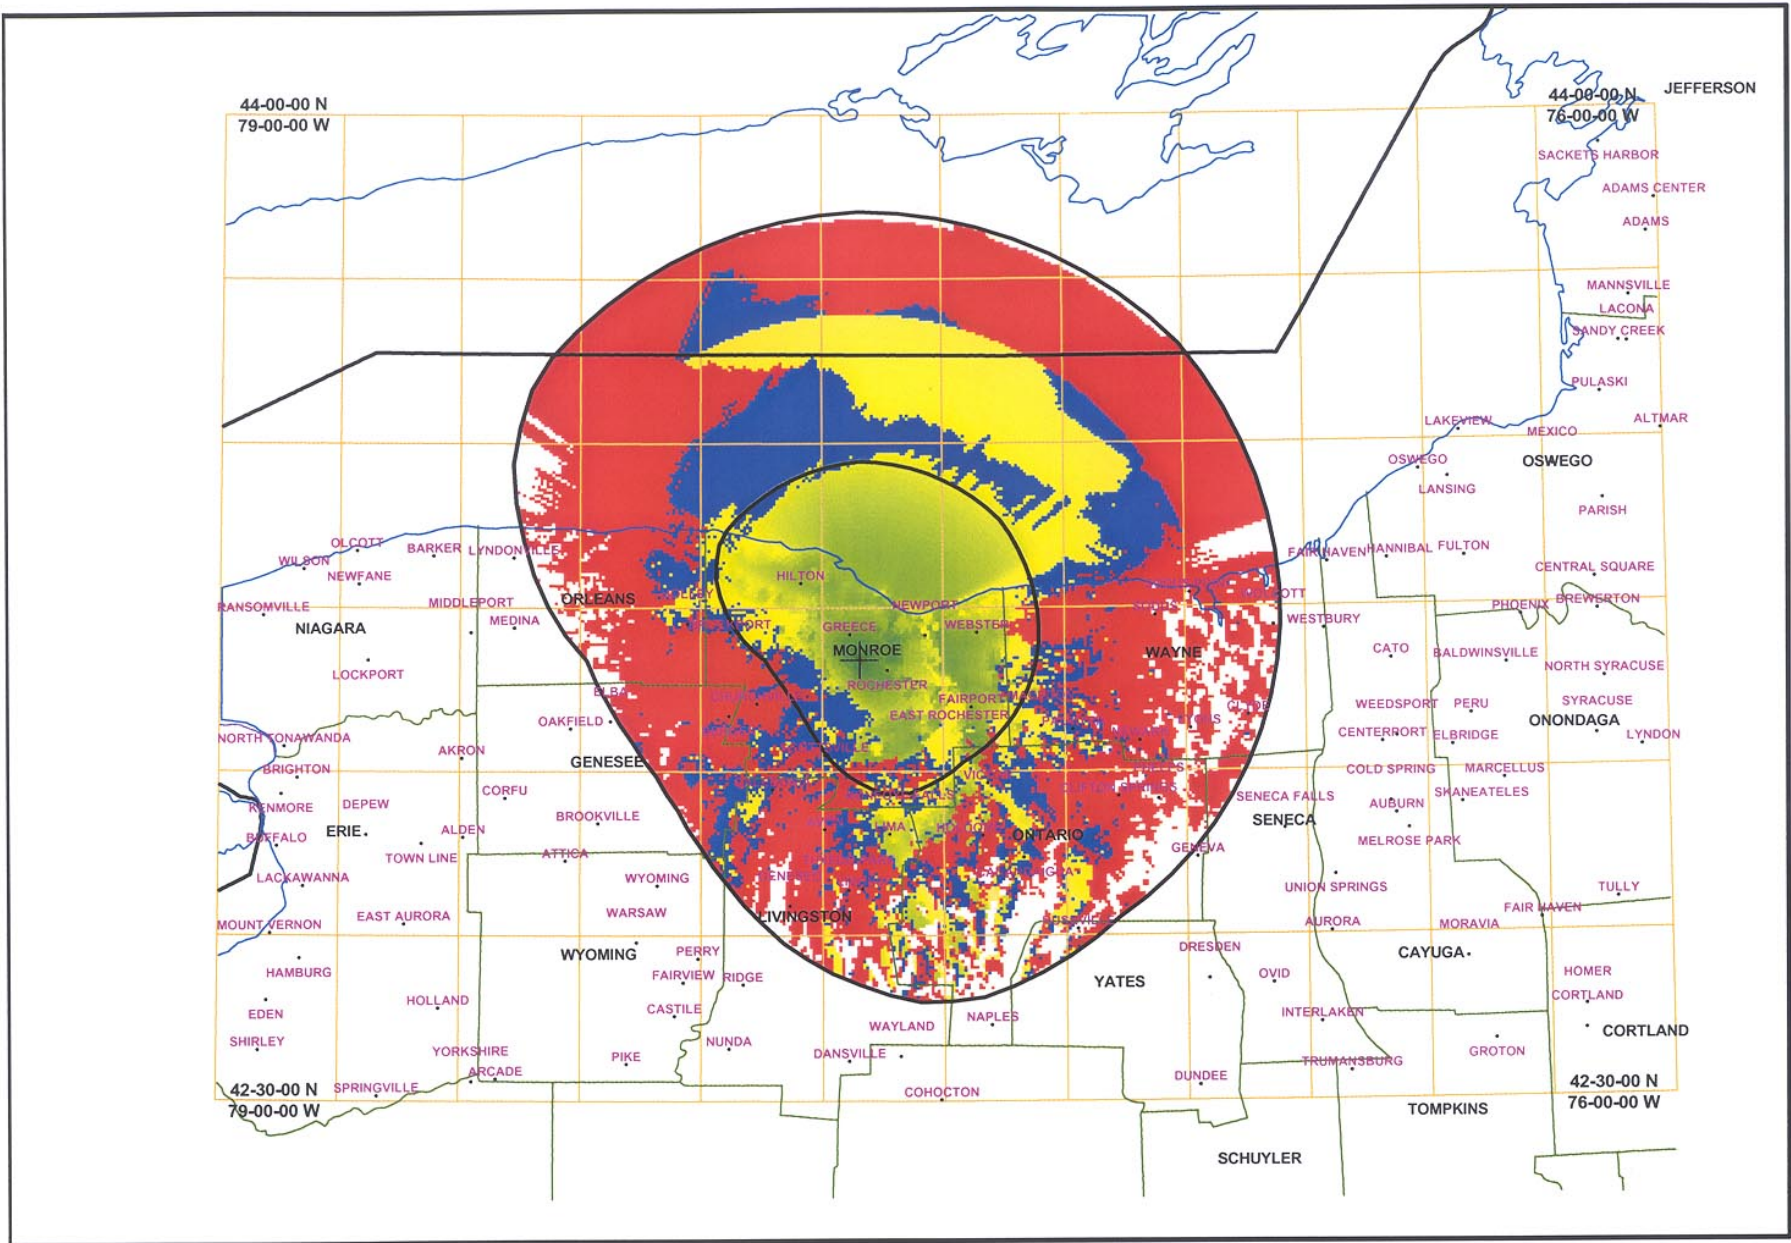 44-00-00 N
79-00-00 W
44-00-00 N
76-00-00 W
JEFFERSON
SACKETS HARBOR
ADAMS CENTER
ADAMS
MANNSVILLE
LACONA
SANDY CREEK
PULASKI
ALTMAR
LAKEVIEW
MEXICO
OSWEGO
OSWEGO
LANSING
PARISH
OLCOTT
BARKER
LYNDONVILLE
WILSON
NEWFANE
FAIR HAVEN
HANNIBAL
FULTON
CENTRAL SQUARE
HILTON
RANSOMVILLE
MIDDLEPORT
ORLEANS
NEWPORT
PHOENIX
BREWERTON
NIAGARA
MEDINA
GREECE
WEBSTER
WESTBURY
MONROE
WAYNE
CATO
BALDWINSVILLE
NORTH SYRACUSE
LOCKPORT
ROCHESTER
ELBA
FAIRPORT
WEEDSPORT
PERU
SYRACUSE
OAKFIELD
EAST ROCHESTER
CLYDE
ONONDAGA
NORTH TONAWANDA
AKRON
CENTERPORT
ELBRIDGE
LYNDON
GENESEE
BRIGHTON
COLD SPRING
MARCELLUS
CORFU
CLIFTON SPRINGS
SENECA FALLS
SKANEATELES
KENMORE
DEPEW
BROOKVILLE
AUBURN
ERIE
ALDEN
LIMA
ONTARIO
SENECA
BUFFALO
MELROSE PARK
TOWN LINE
ATTICA
GENEVA
LACKAWANNA
WYOMING
UNION SPRINGS
TULLY
EAST AURORA
WARSAW
LIVINGSTON
FAIR HAVEN
MOUNT VERNON
AURORA
MORAVIA
WYOMING
PERRY
DRESDEN
CAYUGA
HAMBURG
FAIRVIEW
RIDGE
YATES
OVID
HOMER
HOLLAND
CASTILE
CORTLAND
EDEN
WAYLAND
NAPLES
INTERLAKEN
CORTLAND
SHIRLEY
YORKSHIRE
PIKE
NUNDA
DANSVILLE
GROTON
ARCADE
TRUMANSBURG
SPRINGVILLE
DUNDEE
COHOCTON
42-30-00 N
79-00-00 W
42-30-00 N
76-00-00 W
TOMPKINS
SCHUYLER